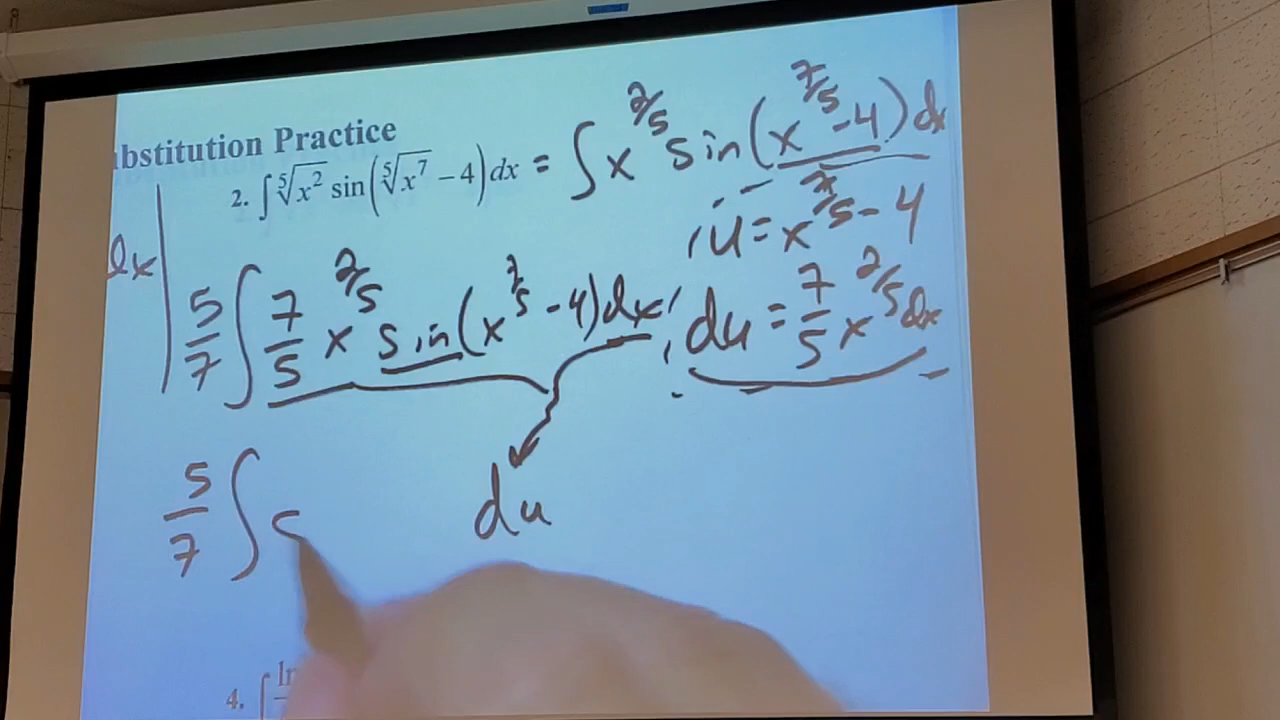 bstitution Practice
2. ∫ ⁵√x² sin(⁵√x⁷ − 4)dx = ∫ x^2/5 sin(x^7/5 - 4)dx
u = x^7/5 - 4
dx
5/7 ∫ 7/5 x^2/5 sin(x^7/5 - 4)dx
du = 7/5 x^2/5 dx
du
5/7 ∫
4. ∫ ln